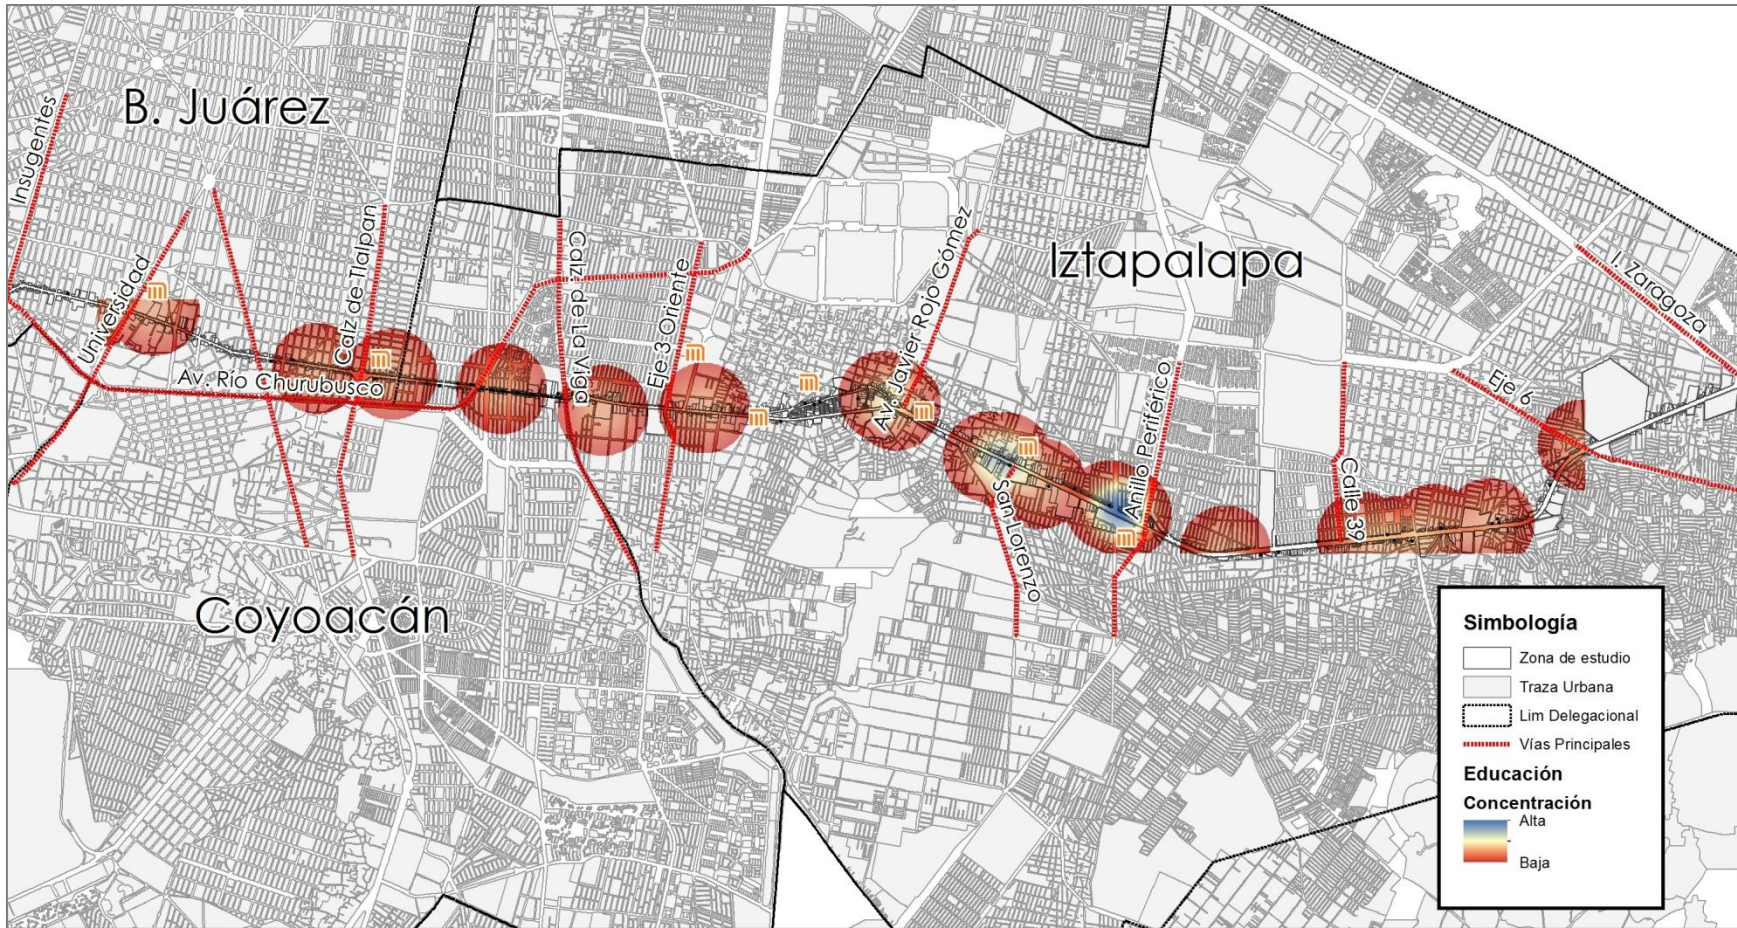 B. Juárez
Insugentes
Universidad
Calz de Tlalpan
Av. Río Churubusco
Calz. de La Viga
Eje 3 Oriente
Av. Javier Rojo Gómez
Iztapalapa
I. Zaragoza
Eje 6
Anillo Periférico
San Lorenzo
Calle 39
Coyoacán
Simbología
Zona de estudio
Traza Urbana
Lim Delegacional
Vías Principales
Educación
Concentración
Alta
Baja